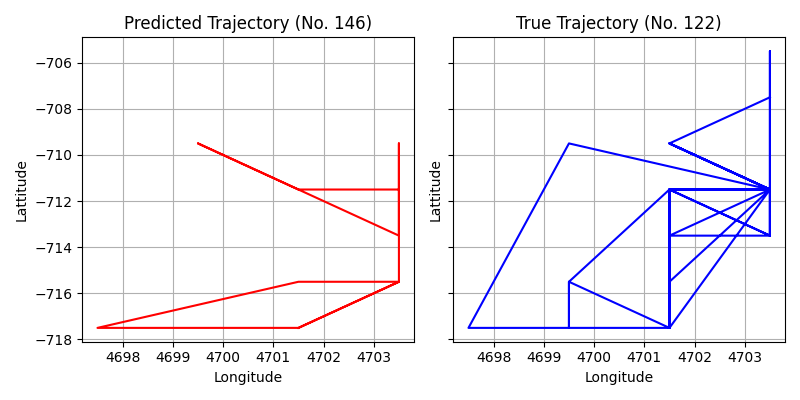 Predicted Trajectory (No. 146)
True Trajectory (No. 122)
Lattitude
−706
−708
−710
−712
−714
−716
−718
4698 4699 4700 4701 4702 4703
Longitude
Lattitude
4698 4699 4700 4701 4702 4703
Longitude